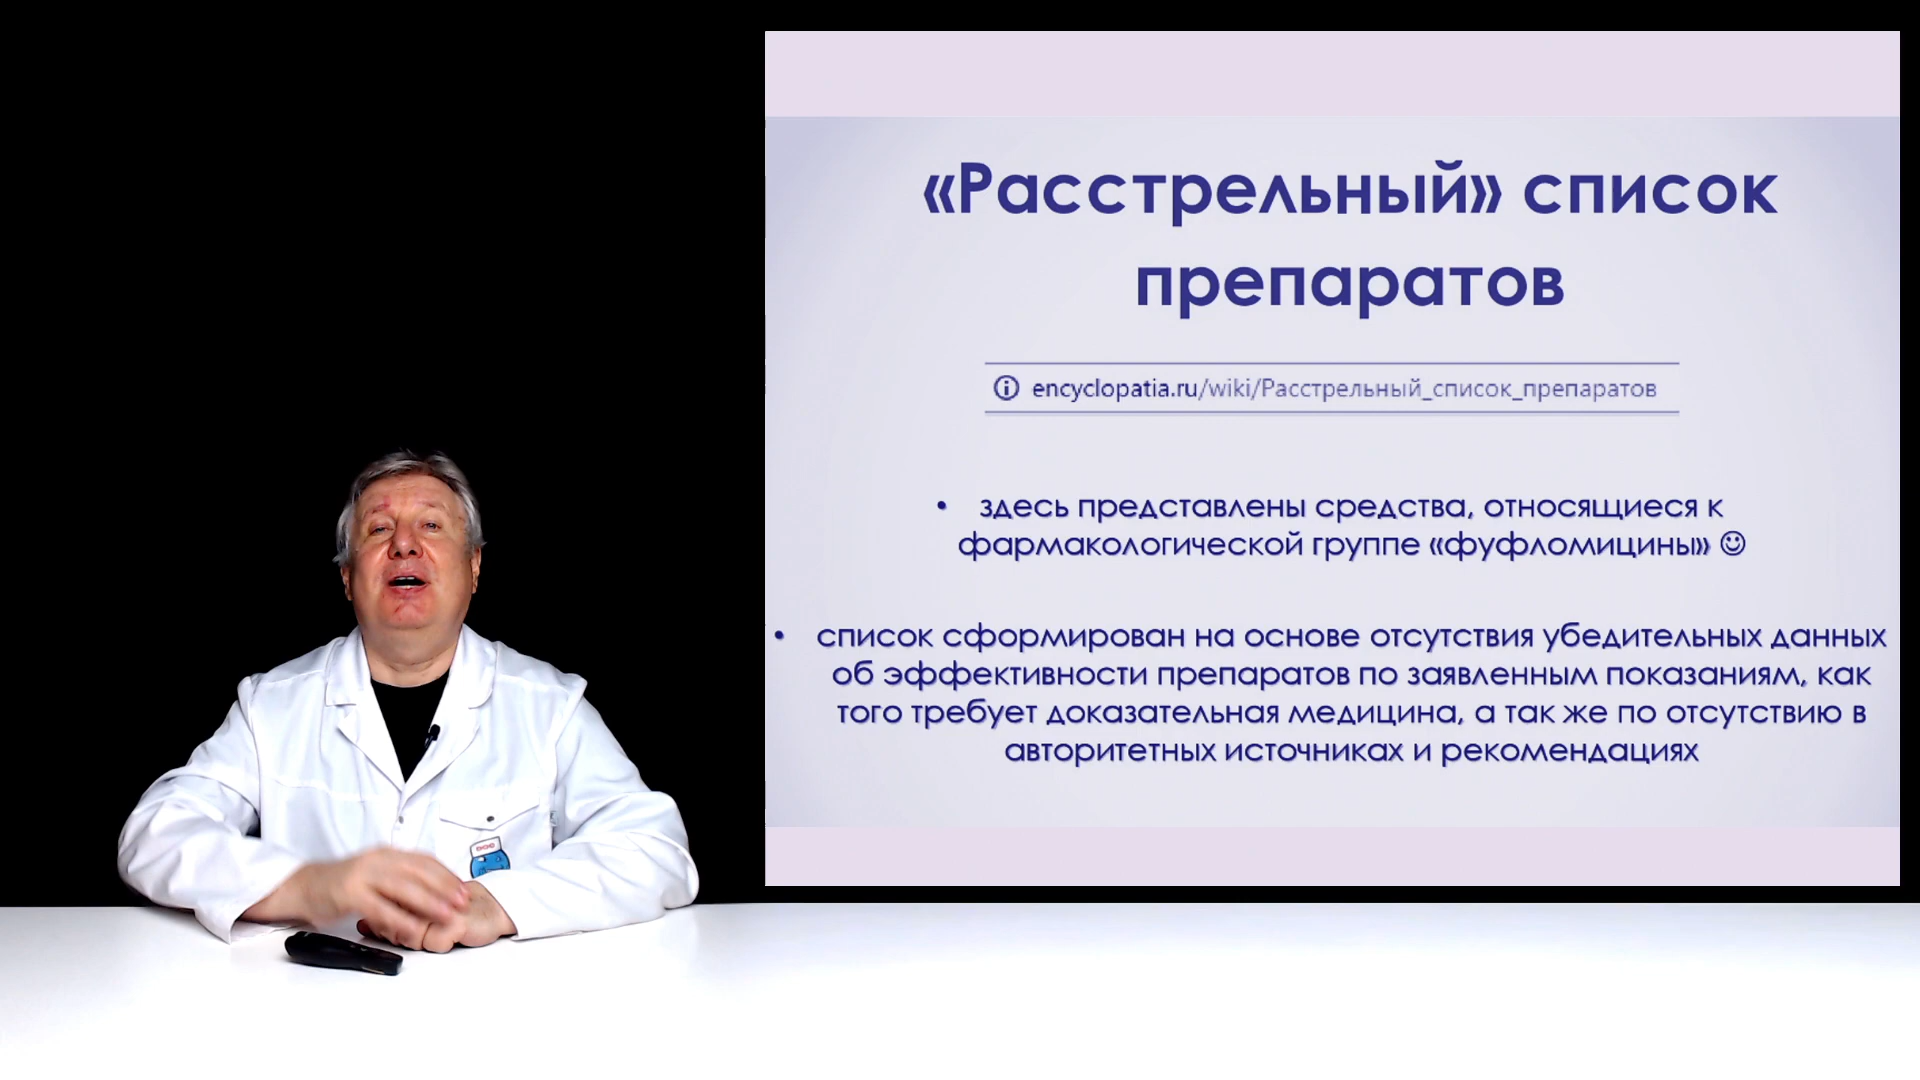 «Расстрельный» список
препаратов
encyclopatia.ru/wiki/Расстрельный_список_препаратов
• здесь представлены средства, относящиеся к
фармакологической группе «фуфломицины» ☺
• список сформирован на основе отсутствия убедительных данных
об эффективности препаратов по заявленным показаниям, как
того требует доказательная медицина, а так же по отсутствию в
авторитетных источниках и рекомендациях